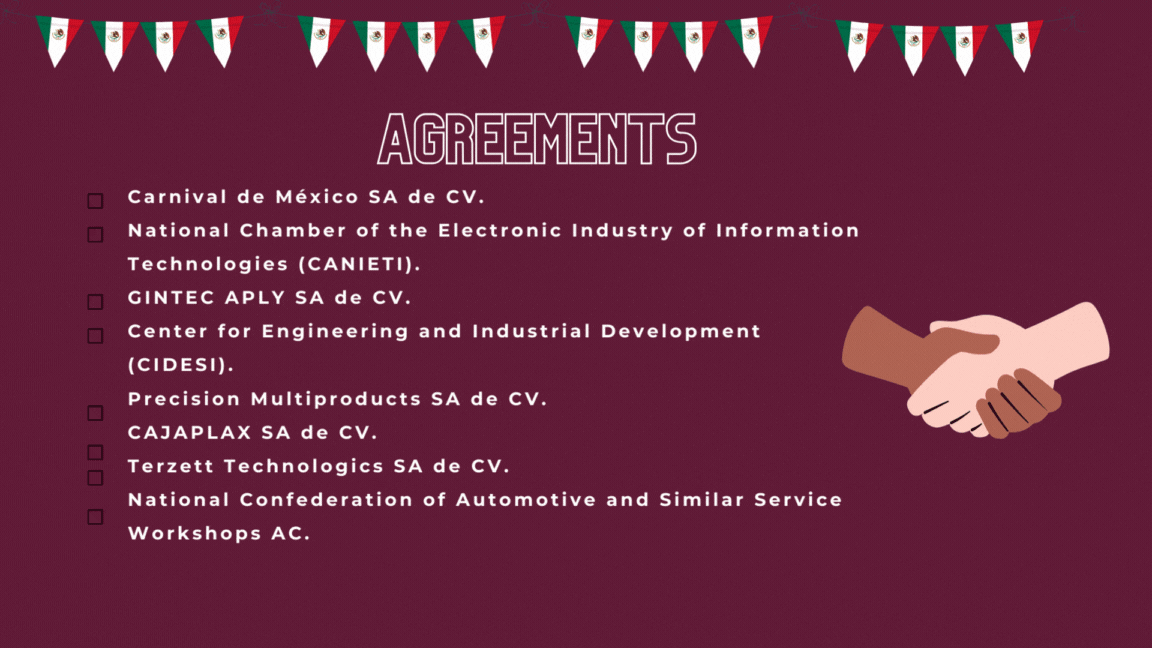 AGREEMENTS
Carnival de México SA de CV.
National Chamber of the Electronic Industry of Information
Technologies (CANIETI).
GINTEC APLY SA de CV.
Center for Engineering and Industrial Development
(CIDESI).
Precision Multiproducts SA de CV.
CAJAPLAX SA de CV.
Terzett Technologics SA de CV.
National Confederation of Automotive and Similar Service
Workshops AC.